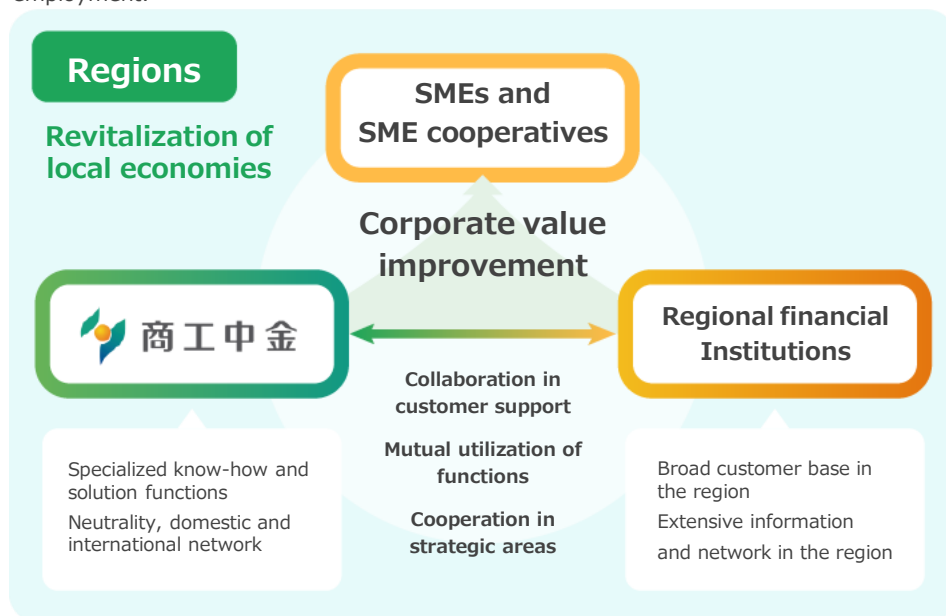 employment.
Regions
Revitalization of
local economies
SMEs and
SME cooperatives
Corporate value
improvement
商工中金
Regional financial
Institutions
Collaboration in
customer support
Mutual utilization of
functions
Cooperation in
strategic areas
Specialized know-how and
solution functions
Neutrality, domestic and
international network
Broad customer base in
the region
Extensive information
and network in the region